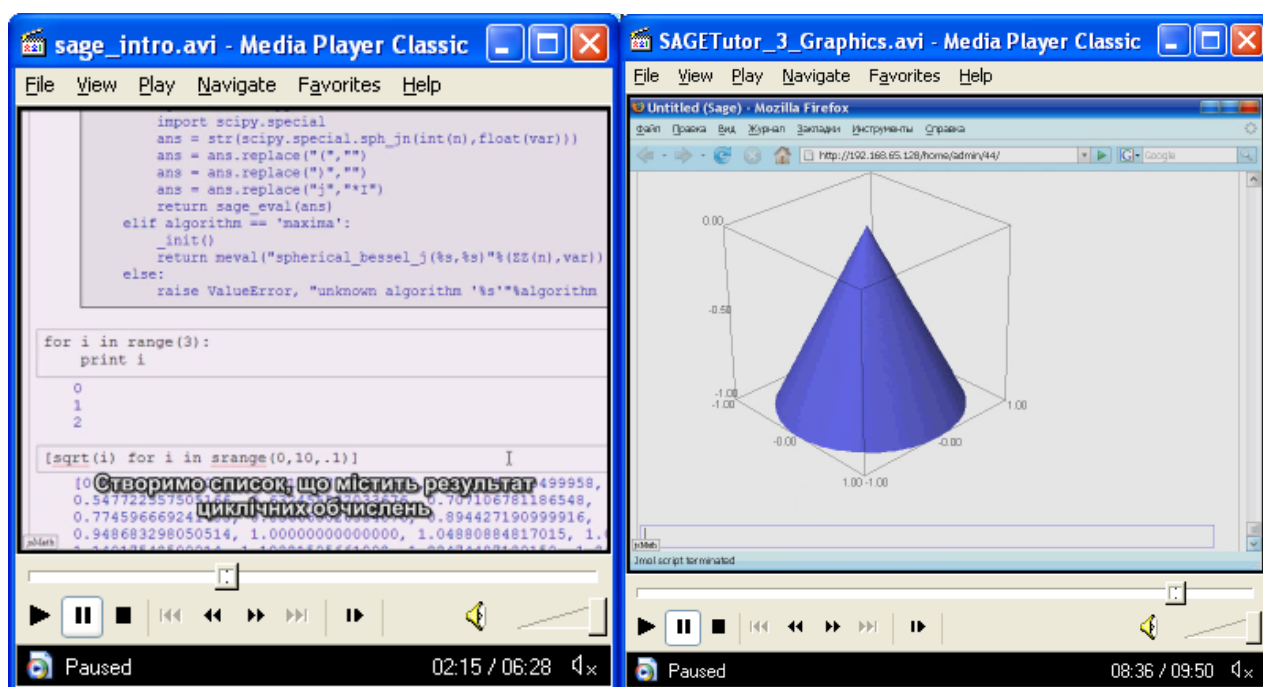 sage_intro.avi - Media Player Classic
File View Play Navigate Favorites Help
import scipy.special
ans = str(scipy.special.sph_jn(int(n),float(var)))
ans = ans.replace("(","")
ans = ans.replace(")","")
ans = ans.replace("j","*I")
return sage_eval(ans)
elif algorithm == 'maxima':
_init()
return meval("spherical_bessel_j(%s,%s)"%(ZZ(n),var))
else:
raise ValueError, "unknown algorithm '%s'"%algorithm
for i in range(3):
print i
0
1
2
[sqrt(i) for i in srange(0,10,.1)]
Створимо список, що містить результат
циклічних обчислень
0.948683298050514, 1.00000000000000, 1.04880884817015,
jsMath
Paused
02:15 / 06:28
SAGETutor_3_Graphics.avi - Media Player Classic
File View Play Navigate Favorites Help
Untitled (Sage) - Mozilla Firefox
Файл Правка Вид Журнал Закладки Инструменты Справка
http://192.168.65.128/home/admin/44/
Google
0.00
-0.50
-1.00
-1.00
1.00
-0.00
-0.00
1.00 -1.00
jsMath
Jmol script terminated
Paused
08:36 / 09:50